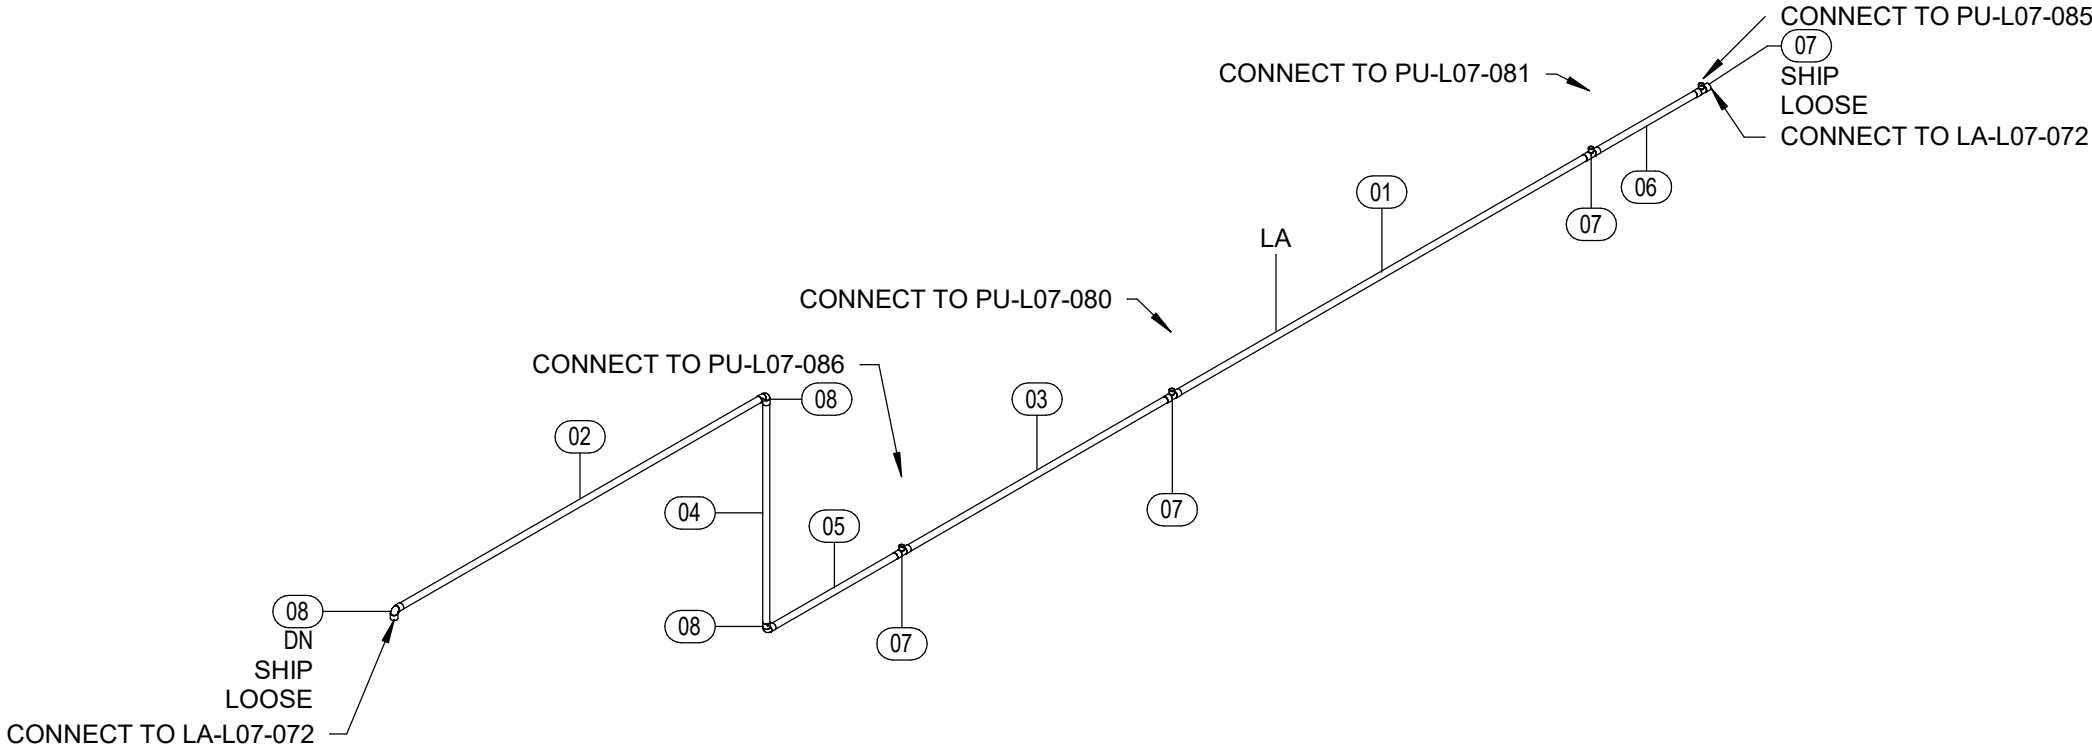 CONNECT TO PU-L07-085
07
SHIP
LOOSE
CONNECT TO LA-L07-072
CONNECT TO PU-L07-081
06
07
01
LA
CONNECT TO PU-L07-080
CONNECT TO PU-L07-086
08
03
02
04
05
07
08
07
08
DN
SHIP
LOOSE
CONNECT TO LA-L07-072